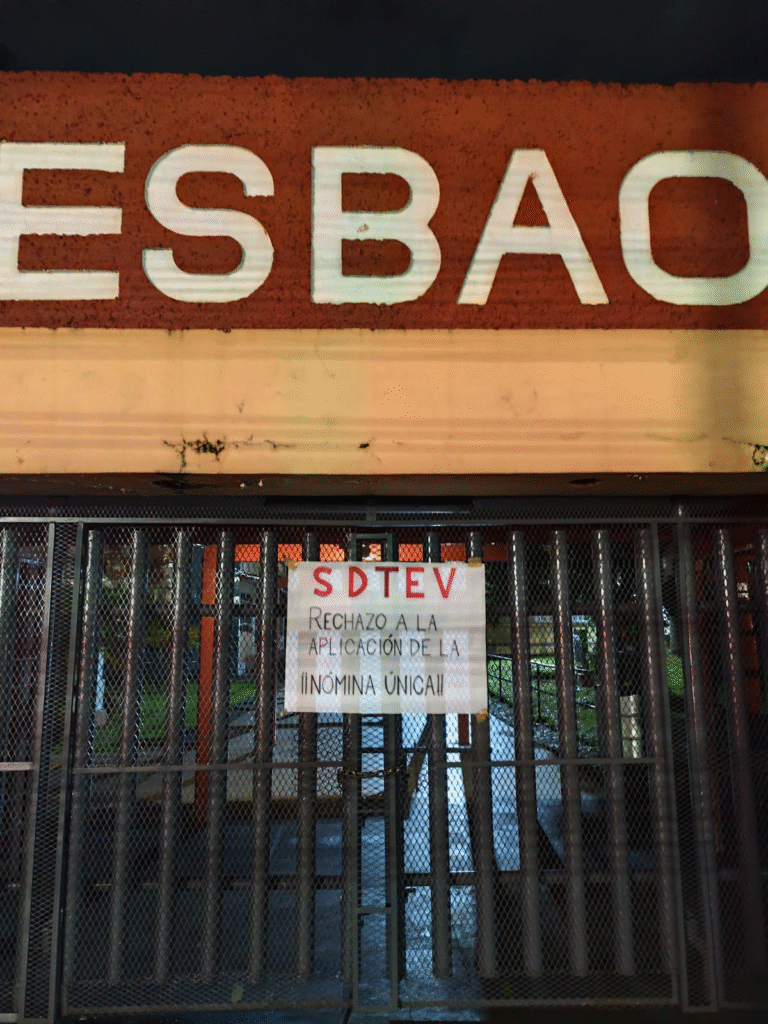 ESBAO
SDTEV
RECHAZO A LA
APLICACIÓN DE LA
¡¡NÓMINA ÚNICA!!